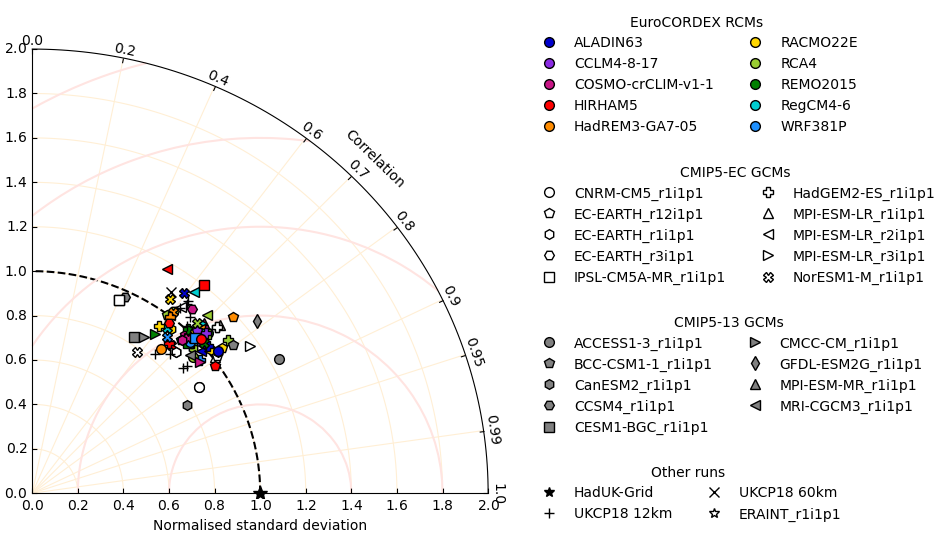 EuroCORDEX RCMs
ALADIN63 RACMO22E
CCLM4-8-17 RCA4
COSMO-crCLIM-v1-1 REMO2015
HIRHAM5 RegCM4-6
HadREM3-GA7-05 WRF381P
CMIP5-EC GCMs
CNRM-CM5_r1i1p1 HadGEM2-ES_r1i1p1
EC-EARTH_r12i1p1 MPI-ESM-LR_r1i1p1
EC-EARTH_r1i1p1 MPI-ESM-LR_r2i1p1
EC-EARTH_r3i1p1 MPI-ESM-LR_r3i1p1
IPSL-CM5A-MR_r1i1p1 NorESM1-M_r1i1p1
CMIP5-13 GCMs
ACCESS1-3_r1i1p1 CMCC-CM_r1i1p1
BCC-CSM1-1_r1i1p1 GFDL-ESM2G_r1i1p1
CanESM2_r1i1p1 MPI-ESM-MR_r1i1p1
CCSM4_r1i1p1 MRI-CGCM3_r1i1p1
CESM1-BGC_r1i1p1
Other runs
HadUK-Grid UKCP18 60km
UKCP18 12km ERAINT_r1i1p1
0.0
0.2
0.4
0.6
Correlation
0.7
0.8
0.9
0.95
0.99
1.0
2.0
1.8
1.6
1.4
1.2
1.0
0.8
0.6
0.4
0.2
0.0
0.0 0.2 0.4 0.6 0.8 1.0 1.2 1.4 1.6 1.8 2.0
Normalised standard deviation